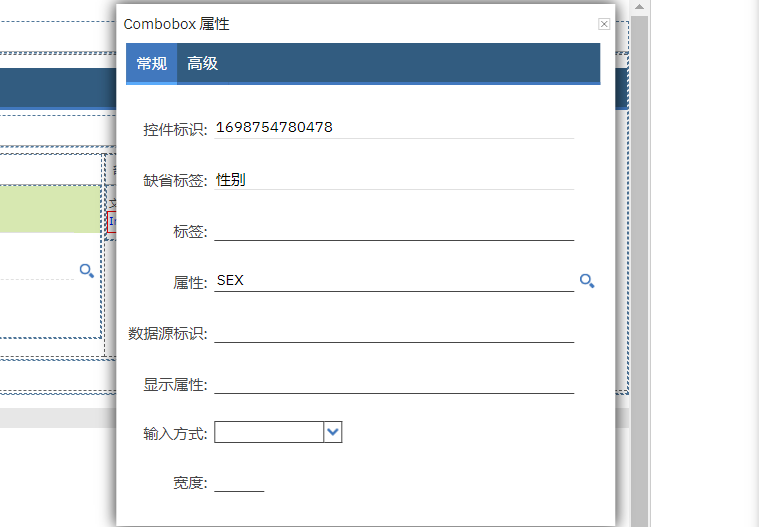 Combobox 属性
常规 高级
控件标识: 1698754780478
缺省标签: 性别
标签:
属性: SEX
数据源标识:
显示属性:
输入方式:
宽度: